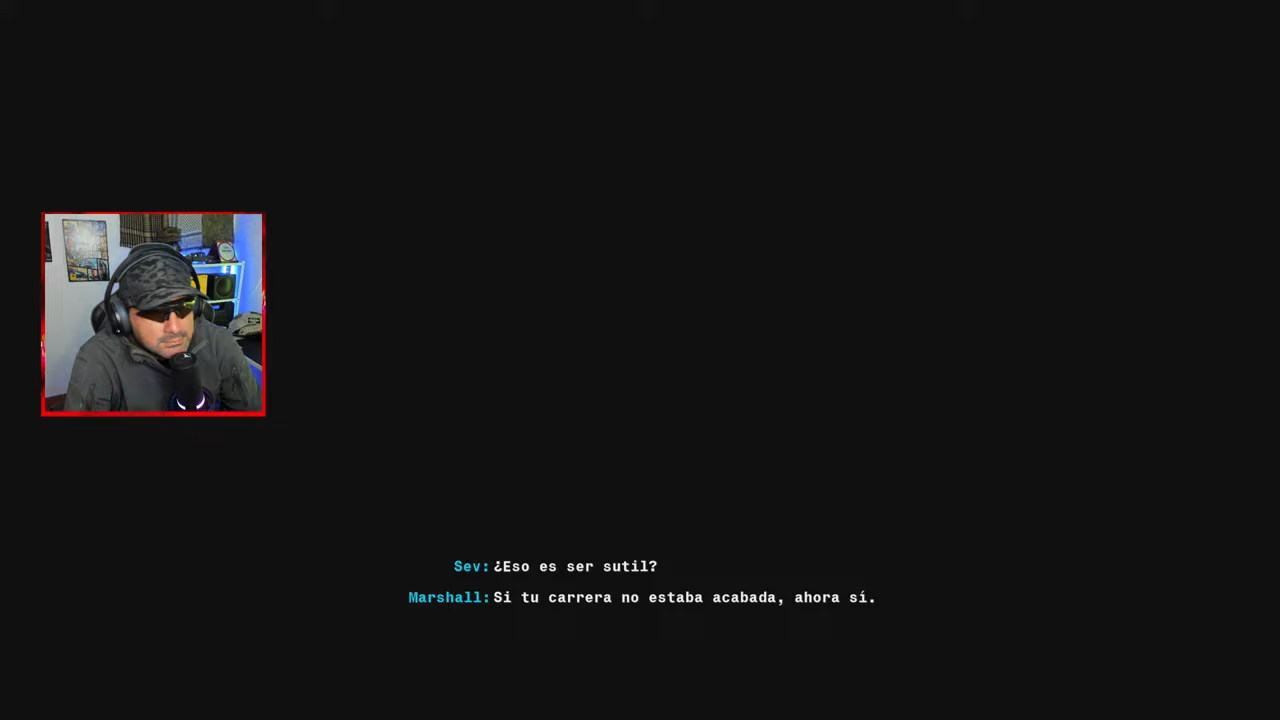 Sev: ¿Eso es ser sutil?
Marshall: Si tu carrera no estaba acabada, ahora sí.